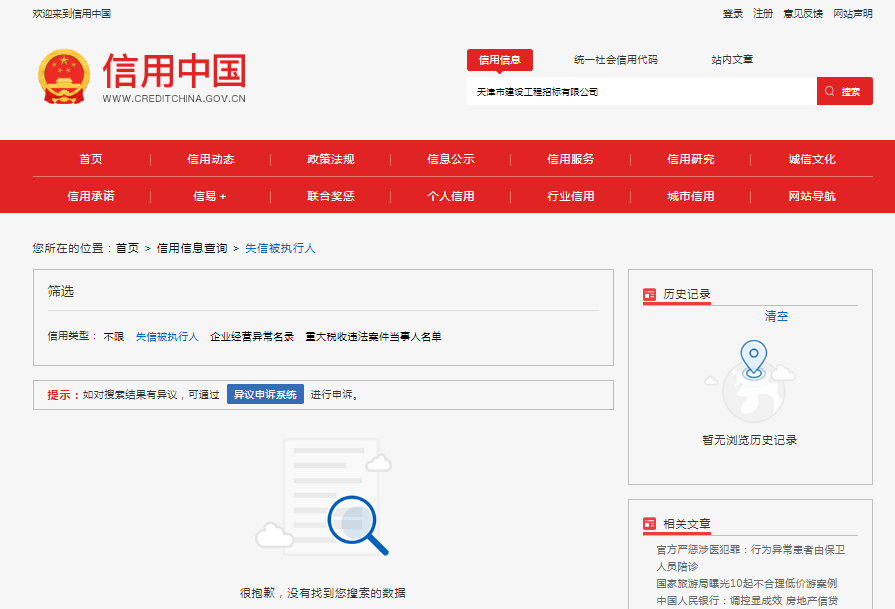 欢迎来到信用中国
登录 注册 意见反馈 网站声明
信用中国
WWW.CREDITCHINA.GOV.CN
信用信息 统一社会信用代码 站内文章
天津市建设工程招标有限公司
搜索
首页 信用动态 政策法规 信息公示 信用服务 信用研究 诚信文化
信用承诺 信易+ 联合奖惩 个人信用 行业信用 城市信用 网站导航
您所在的位置：首页 > 信用信息查询 > 失信被执行人
筛选
信用类型： 不限 失信被执行人 企业经营异常名录 重大税收违法案件当事人名单
提示：如对搜索结果有异议，可通过 异议申诉系统 进行申诉。
很抱歉，没有找到您搜索的数据
历史记录
清空
暂无浏览历史记录
相关文章
官方严惩涉医犯罪：行为异常患者由保卫
人员陪诊
国家旅游局曝光10起不合理低价游案例
中国人民银行：调控显成效 房地产信贷